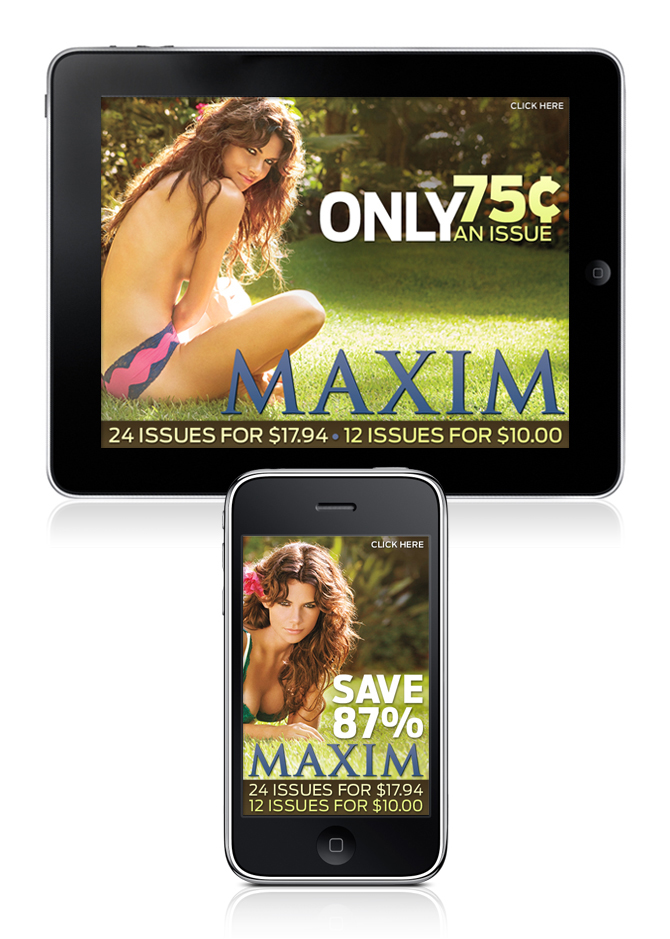 CLICK HERE
ONLY 75¢
AN ISSUE
MAXIM
24 ISSUES FOR $17.94 • 12 ISSUES FOR $10.00
CLICK HERE
SAVE
87%
MAXIM
24 ISSUES FOR $17.94
12 ISSUES FOR $10.00